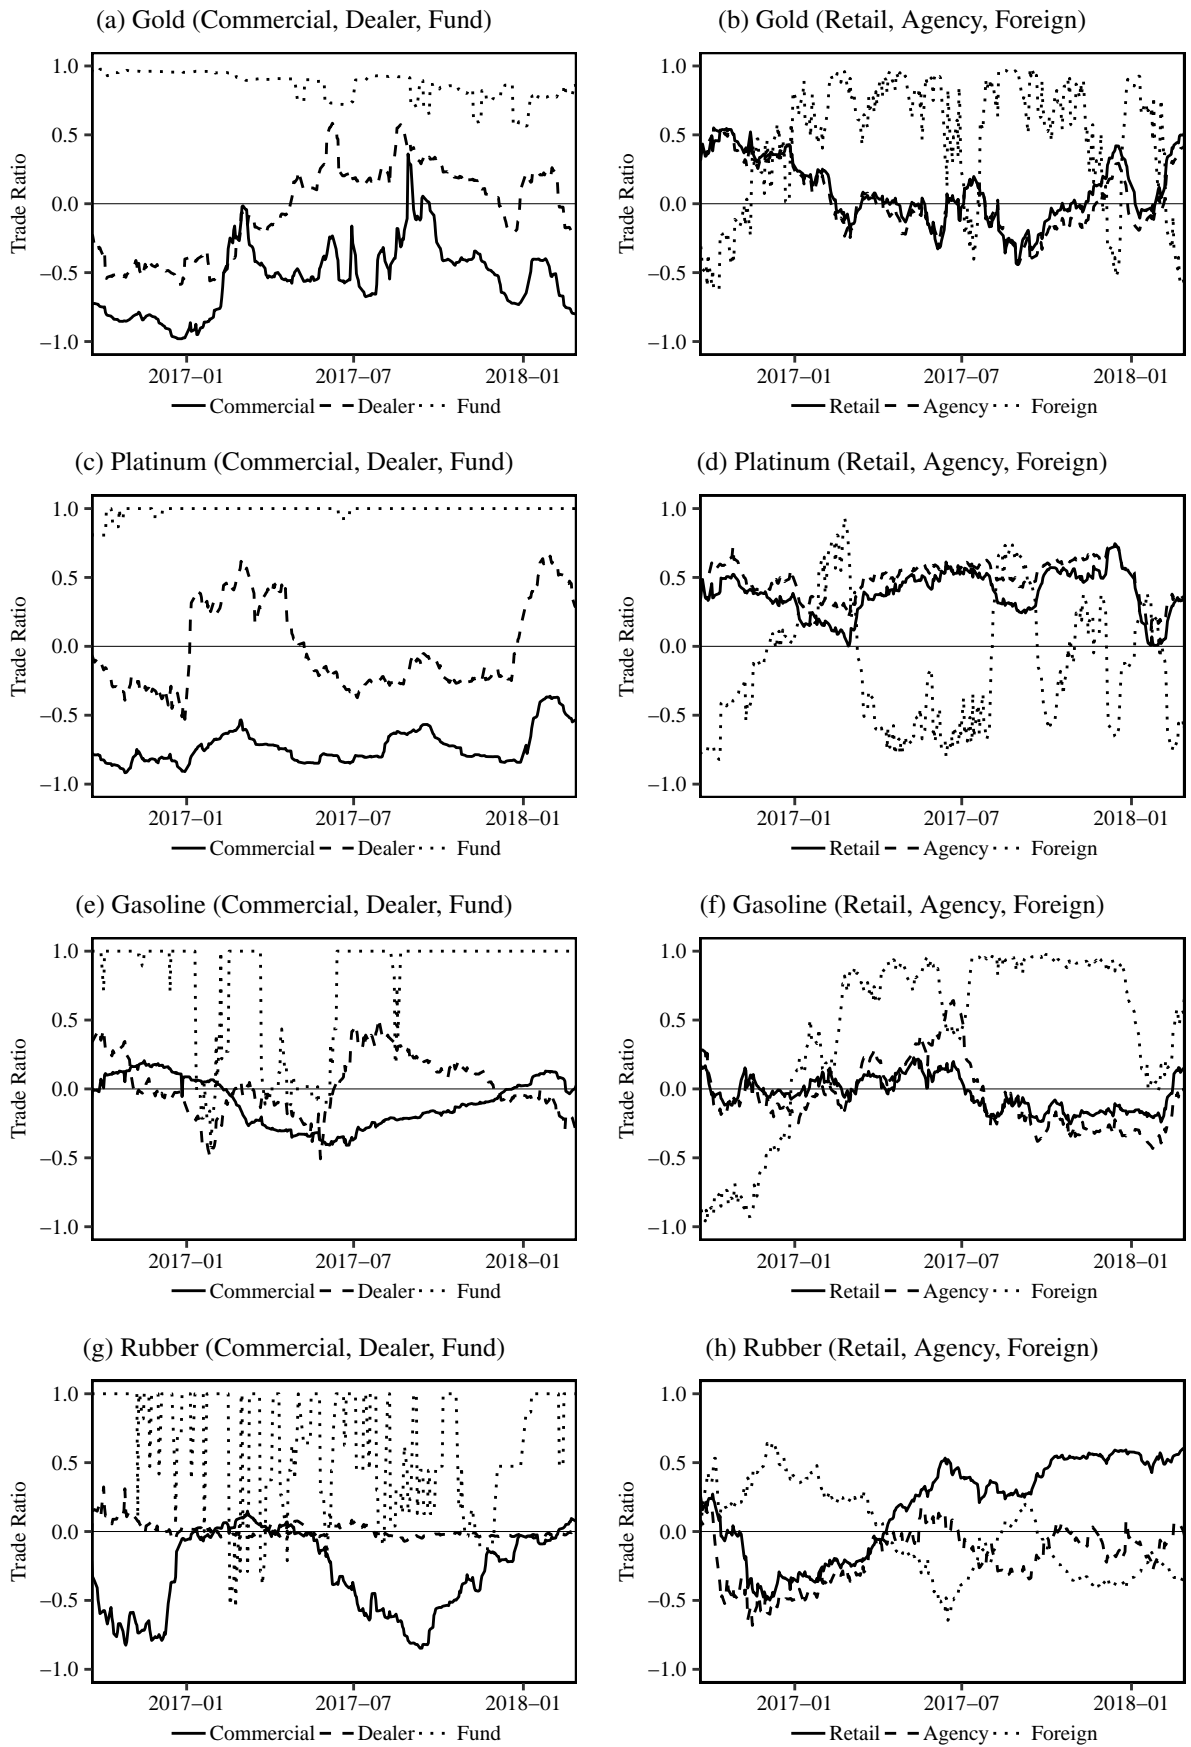 (a) Gold (Commercial, Dealer, Fund)
1.0
0.5
0.0
−0.5
−1.0
Trade Ratio
2017−01 2017−07 2018−01
Commercial Dealer Fund
(b) Gold (Retail, Agency, Foreign)
1.0
0.5
0.0
−0.5
−1.0
Trade Ratio
2017−01 2017−07 2018−01
Retail Agency Foreign
(c) Platinum (Commercial, Dealer, Fund)
1.0
0.5
0.0
−0.5
−1.0
Trade Ratio
2017−01 2017−07 2018−01
Commercial Dealer Fund
(d) Platinum (Retail, Agency, Foreign)
1.0
0.5
0.0
−0.5
−1.0
Trade Ratio
2017−01 2017−07 2018−01
Retail Agency Foreign
(e) Gasoline (Commercial, Dealer, Fund)
1.0
0.5
0.0
−0.5
−1.0
Trade Ratio
2017−01 2017−07 2018−01
Commercial Dealer Fund
(f) Gasoline (Retail, Agency, Foreign)
1.0
0.5
0.0
−0.5
−1.0
Trade Ratio
2017−01 2017−07 2018−01
Retail Agency Foreign
(g) Rubber (Commercial, Dealer, Fund)
1.0
0.5
0.0
−0.5
−1.0
Trade Ratio
2017−01 2017−07 2018−01
Commercial Dealer Fund
(h) Rubber (Retail, Agency, Foreign)
1.0
0.5
0.0
−0.5
−1.0
Trade Ratio
2017−01 2017−07 2018−01
Retail Agency Foreign